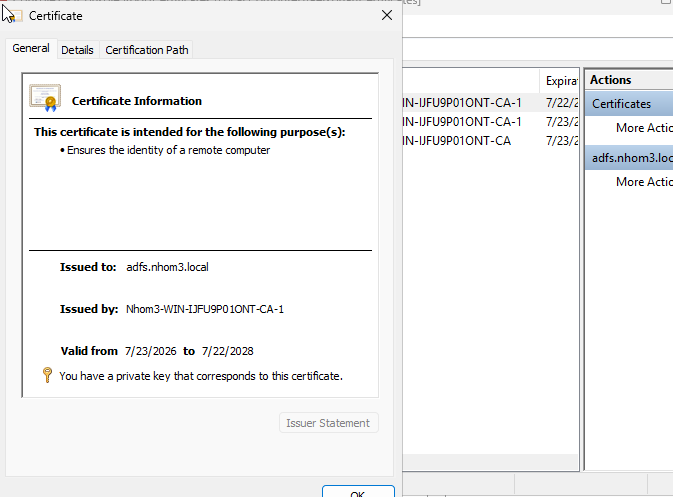 Certificate
General Details Certification Path
Certificate Information
This certificate is intended for the following purpose(s):
• Ensures the identity of a remote computer
Issued to: adfs.nhom3.local
Issued by: Nhom3-WIN-IJFU9P01ONT-CA-1
Valid from 7/23/2026 to 7/22/2028
You have a private key that corresponds to this certificate.
Issuer Statement
OK
Expirat
IN-IJFU9P01ONT-CA-1 7/22/2
IN-IJFU9P01ONT-CA-1 7/23/2
IN-IJFU9P01ONT-CA 7/23/2
Actions
Certificates
More Actio
adfs.nhom3.loc
More Actio